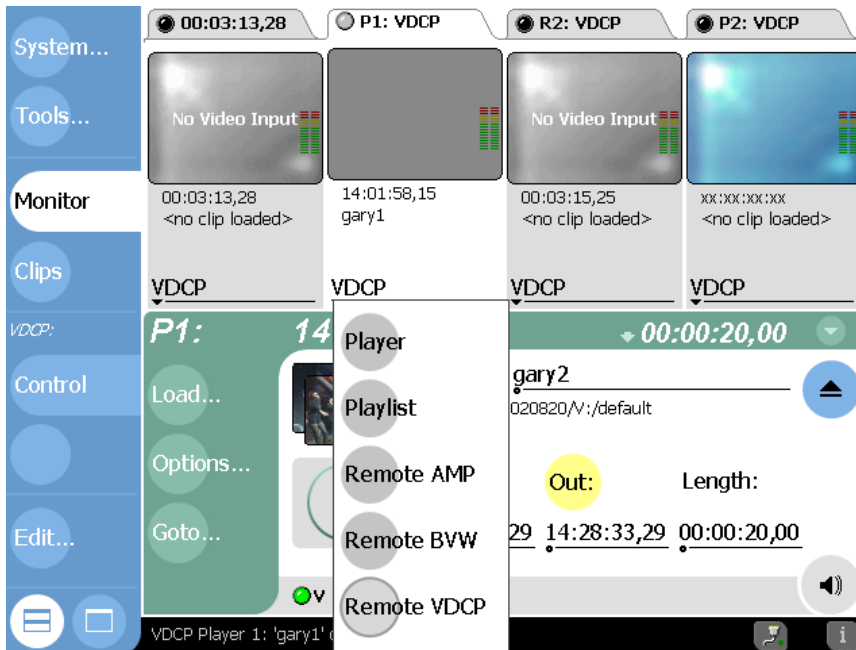 System...
Tools...
Monitor
Clips
VDCP:
Control
Edit...
00:03:13,28
P1: VDCP
R2: VDCP
P2: VDCP
No Video Input
No Video Input
00:03:13,28
<no clip loaded>
14:01:58,15
gary1
00:03:15,25
<no clip loaded>
xx:xx:xx:xx
<no clip loaded>
VDCP
VDCP
VDCP
VDCP
P1:
14
00:00:20,00
Load...
Options...
Goto...
Player
Playlist
Remote AMP
Remote BVW
Remote VDCP
gary2
020820/V:/default
Out:
Length:
29
14:28:33,29
00:00:20,00
V
VDCP Player 1: 'gary1'
i